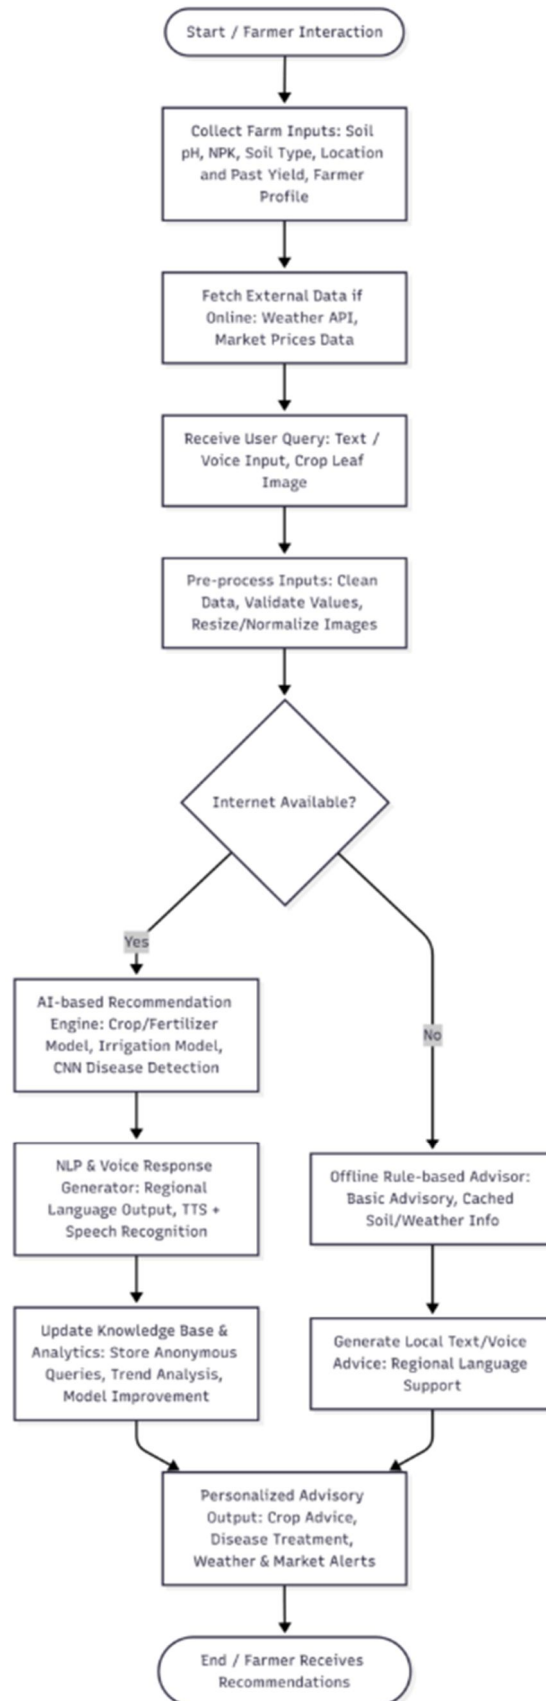 Start / Farmer Interaction
Collect Farm Inputs: Soil
pH, NPK, Soil Type, Location
and Past Yield, Farmer
Profile
Fetch External Data if
Online: Weather API,
Market Prices Data
Receive User Query: Text /
Voice Input, Crop Leaf
Image
Pre-process Inputs: Clean
Data, Validate Values,
Resize/Normalize Images
Internet Available?
Yes
AI-based Recommendation
Engine: Crop/Fertilizer
Model, Irrigation Model,
CNN Disease Detection
NLP & Voice Response
Generator: Regional
Language Output, TTS +
Speech Recognition
Update Knowledge Base &
Analytics: Store Anonymous
Queries, Trend Analysis,
Model Improvement
No
Offline Rule-based Advisor:
Basic Advisory, Cached
Soil/Weather Info
Generate Local Text/Voice
Advice: Regional Language
Support
Personalized Advisory
Output: Crop Advice,
Disease Treatment,
Weather & Market Alerts
End / Farmer Receives
Recommendations